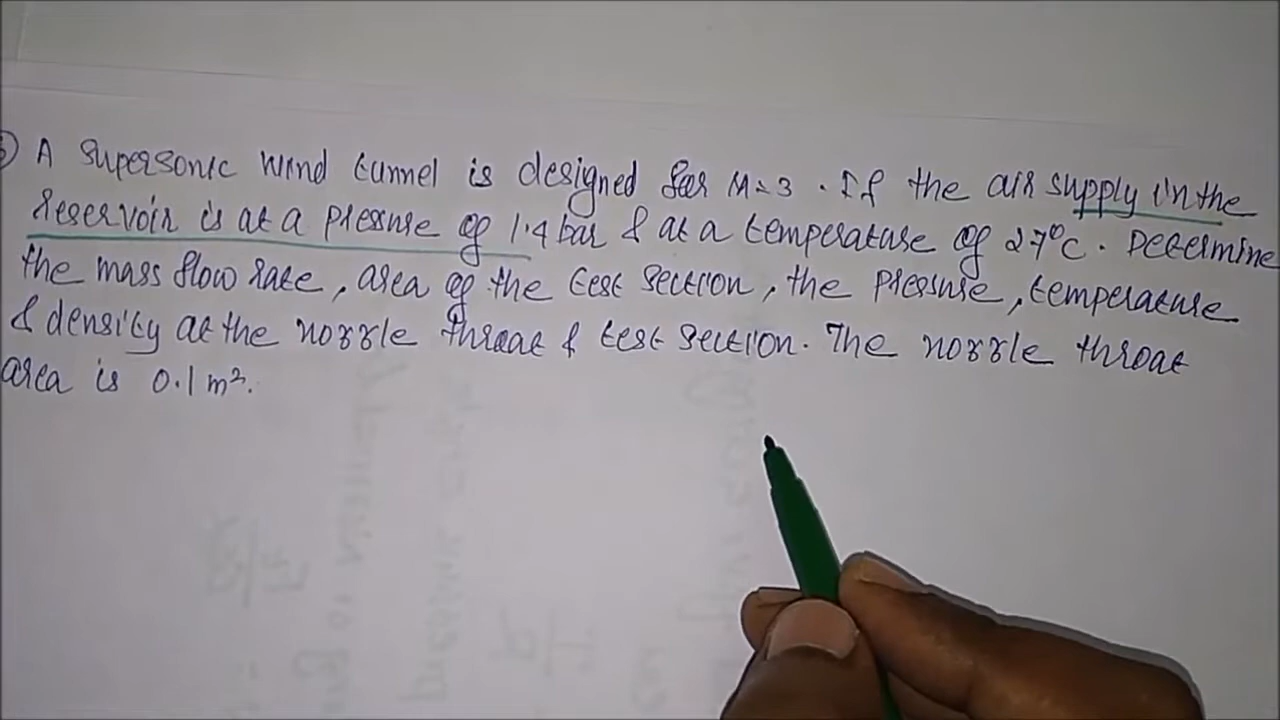 A supersonic wind tunnel is designed for M = 3 . If the air supply in the
reservoir is at a pressure of 1.4 bar & at a temperature of 27°C. Determine
the mass flow rate, area of the test section, the pressure, temperature
& density at the nozzle throat & test section. The nozzle throat
area is 0.1 m².